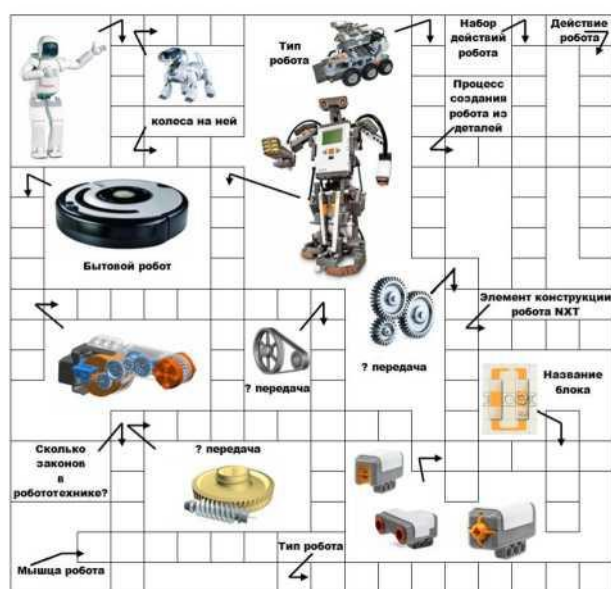 Тип
робота
Набор
действий
робота
Действие
робота
колеса на ней
Процесс
создания
робота из
деталей
Бытовой робот
Элемент конструкции
робота NXT
? передача
? передача
Название
блока
Сколько
законов
в
робототехнике?
? передача
Мышца робота
Тип робота